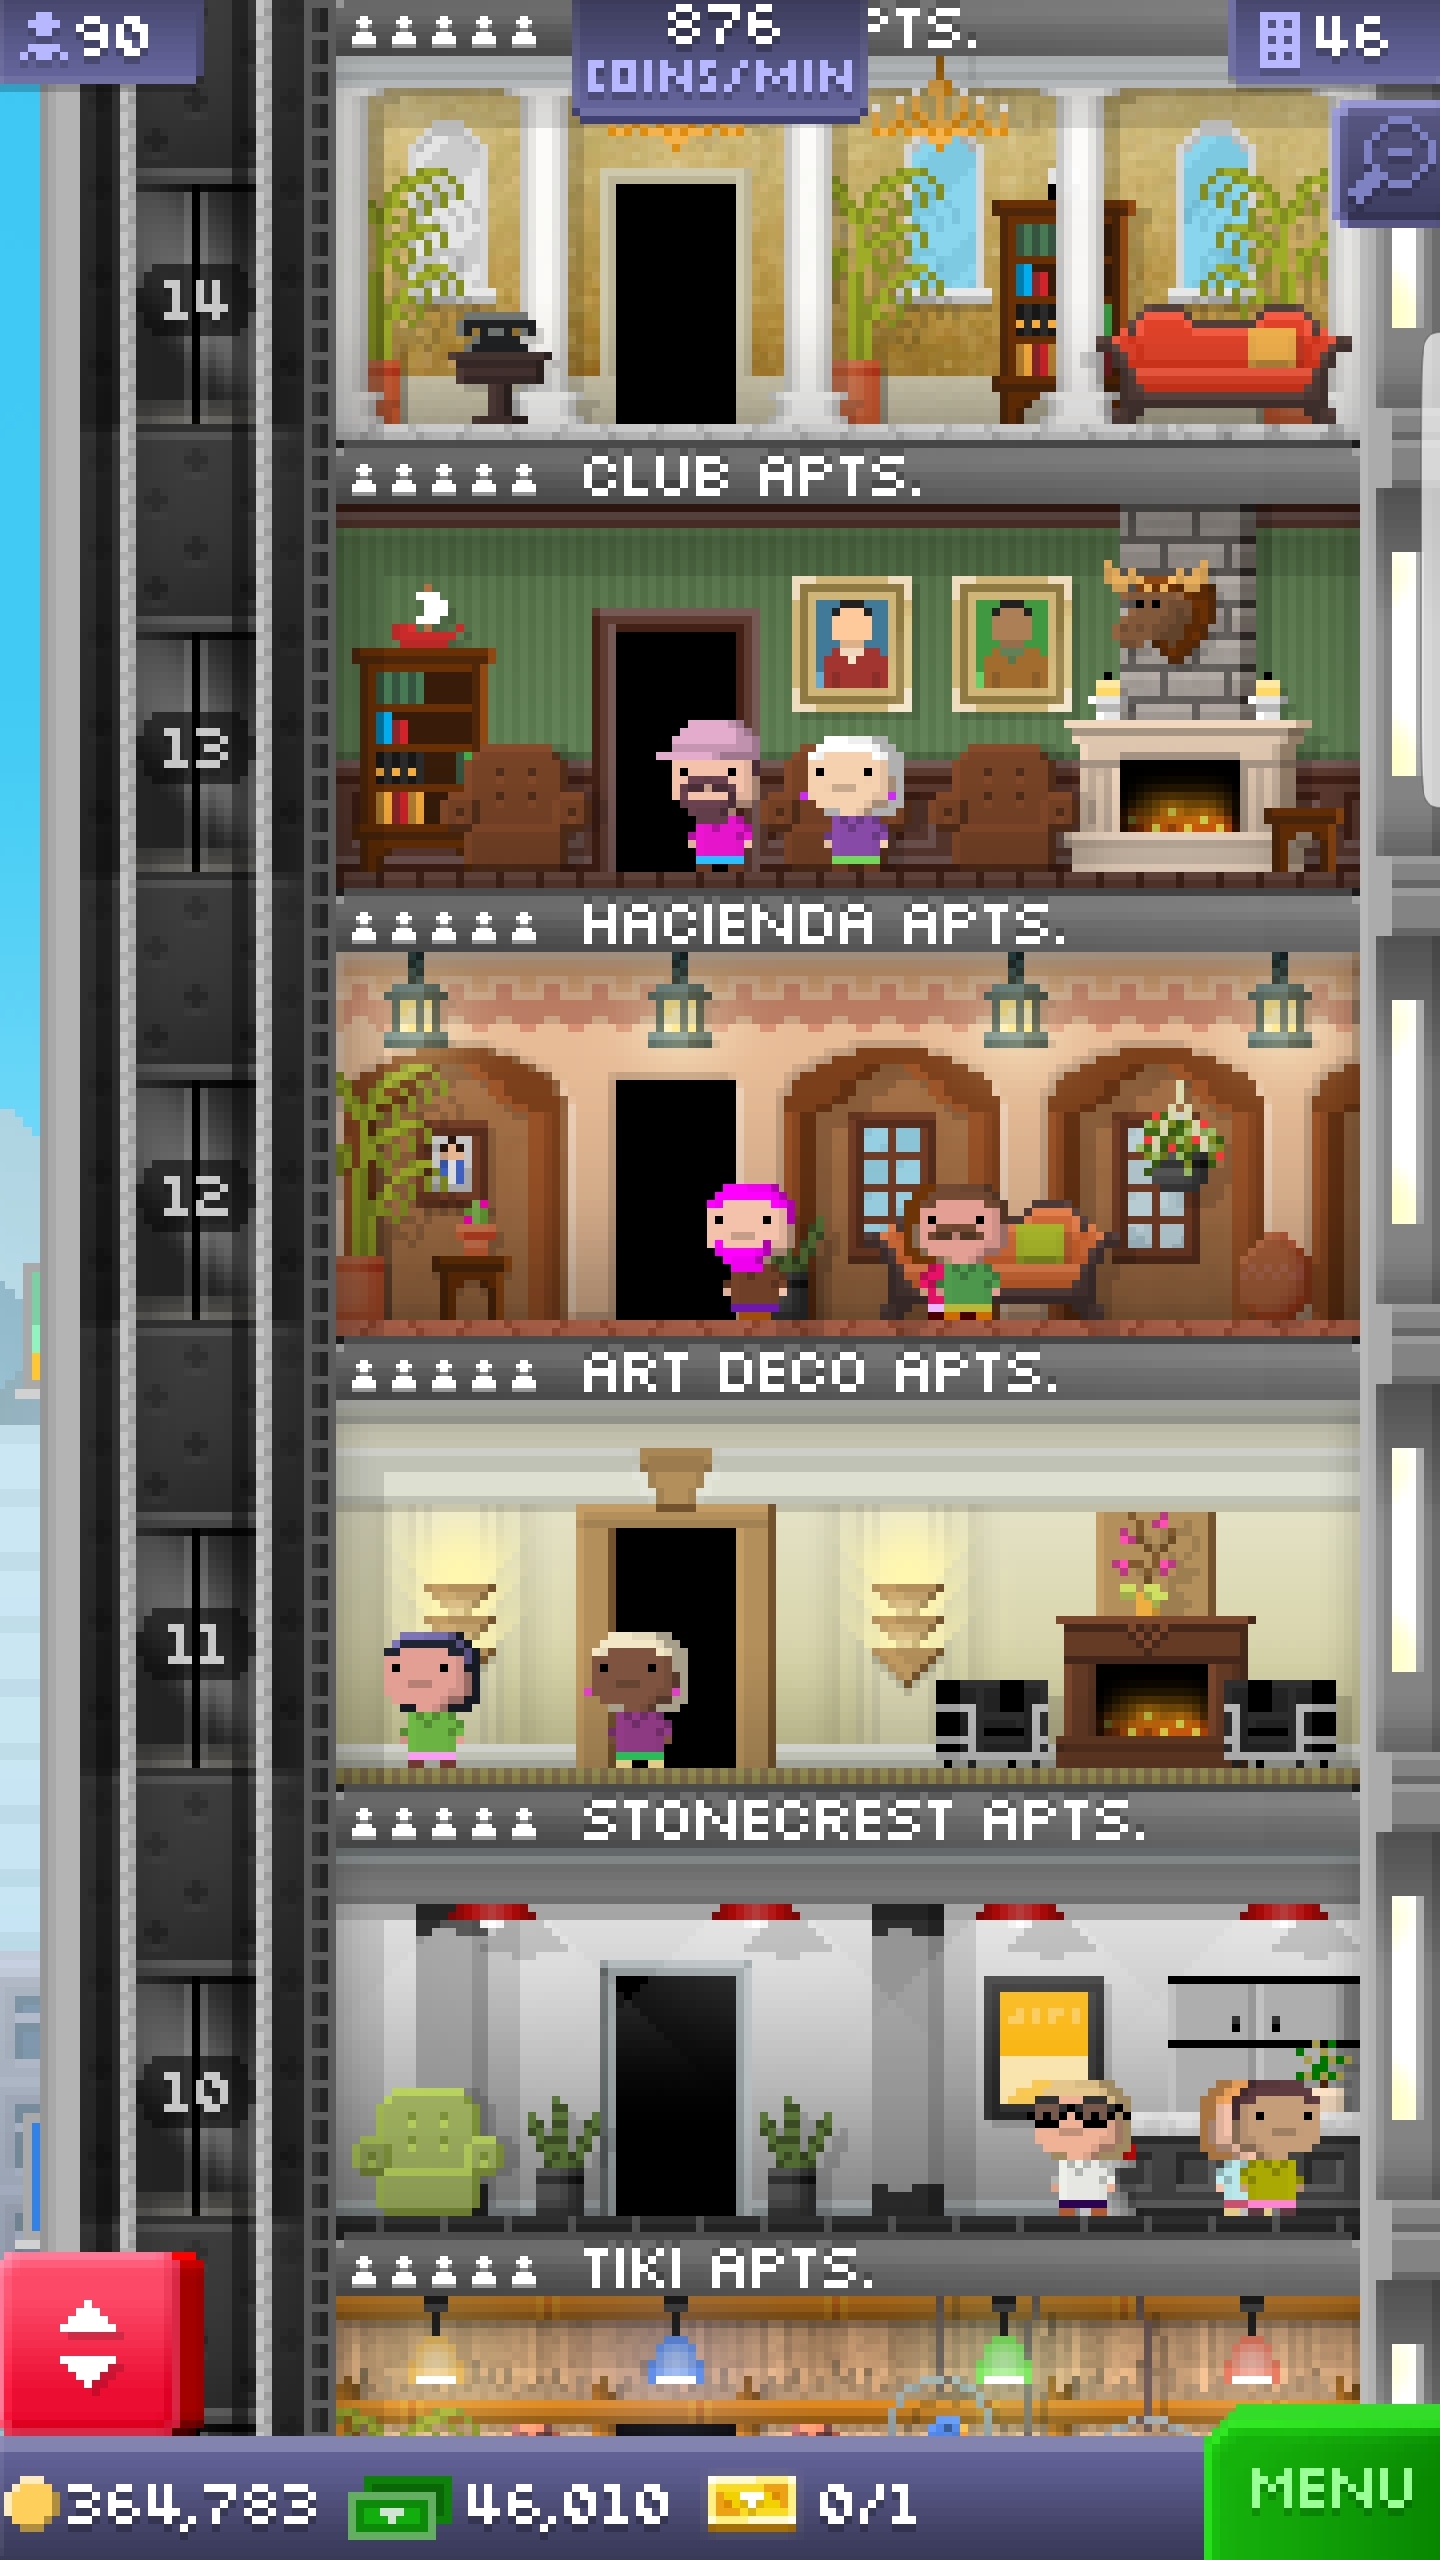 90
876
COINS/MIN
PTS.
46
14
CLUB APTS.
13
HACIENDA APTS.
12
ART DECO APTS.
11
STONECREST APTS.
10
TIKI APTS.
364,783
46,010
0/1
MENU